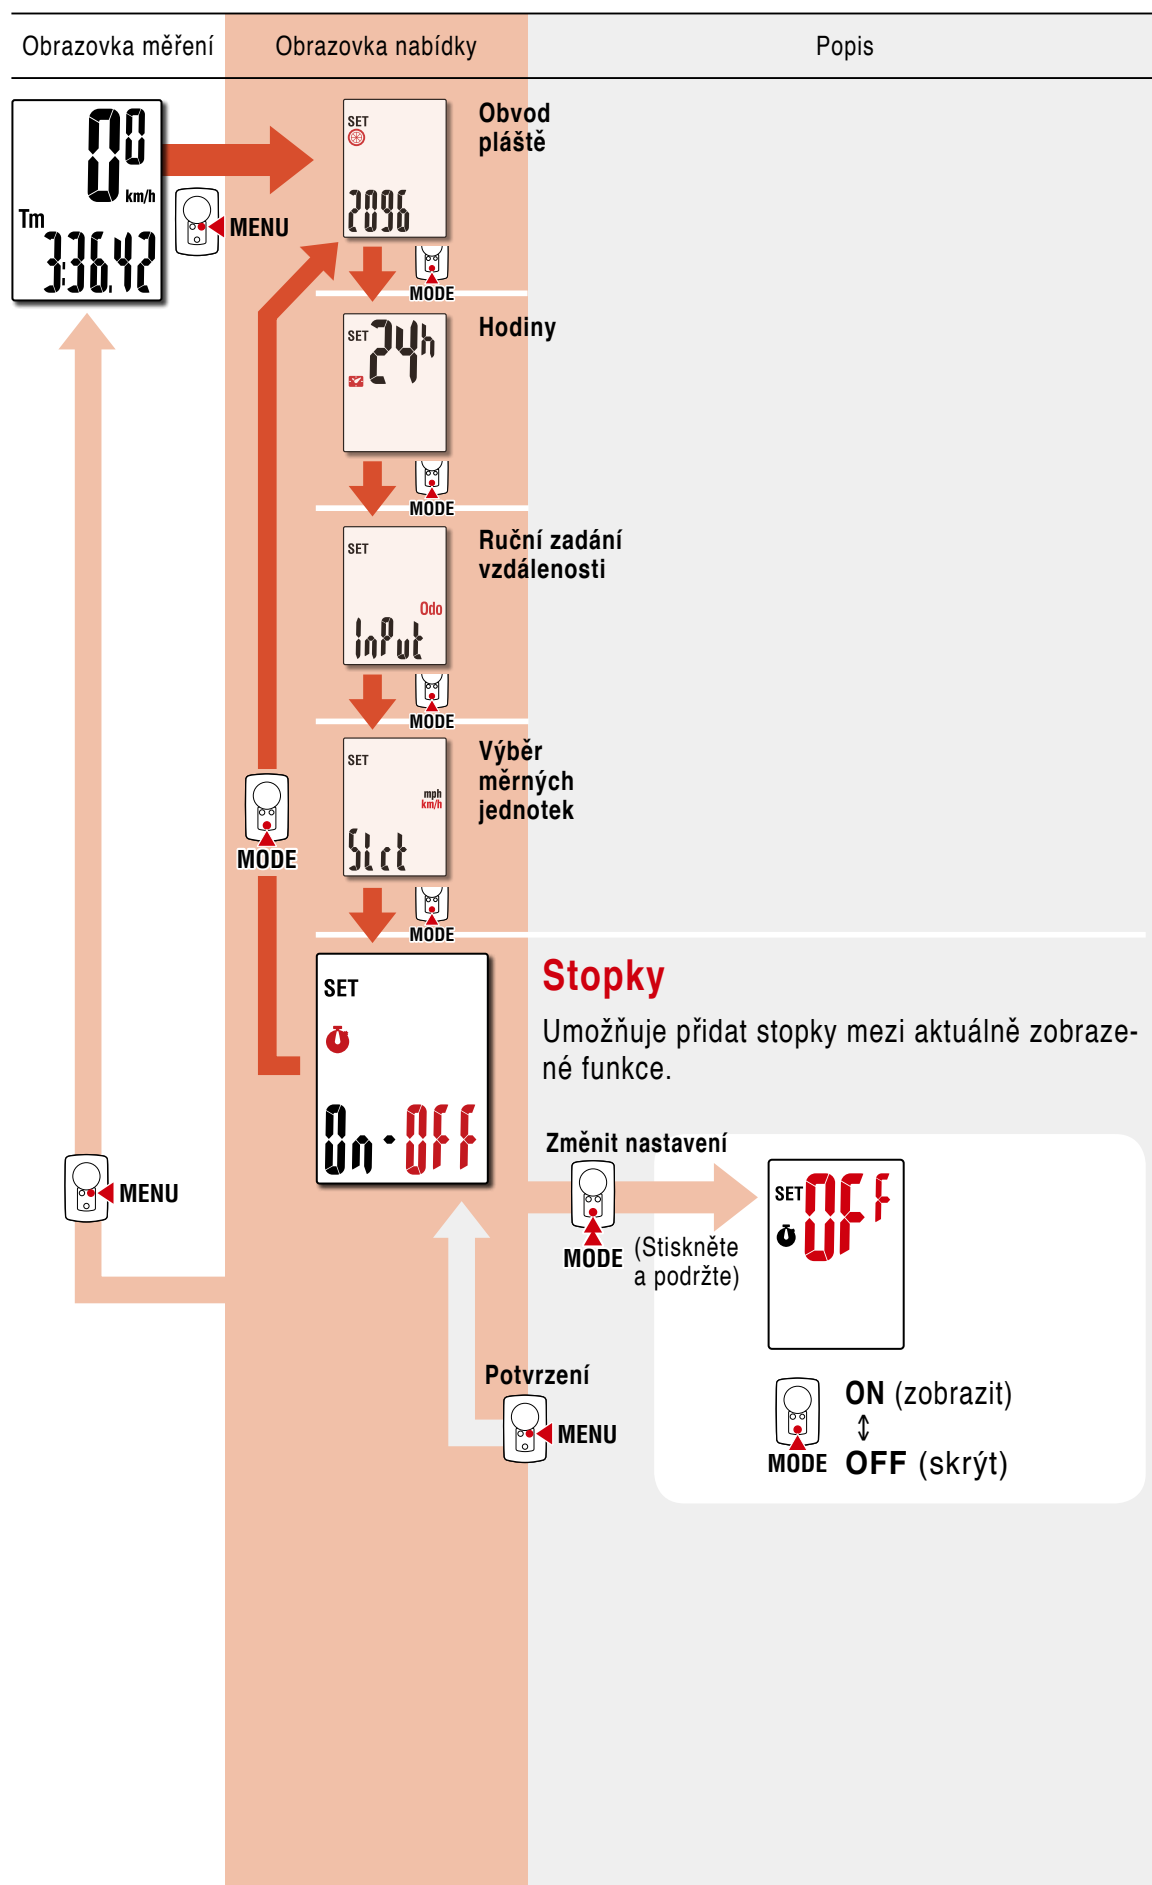 Obrazovka měření
Obrazovka nabídky
Popis
0.0
km/h
Tm
3:36.42
MENU
SET
2096
Obvod
pláště
MODE
SET
24h
Hodiny
MODE
SET
Odo
InPut
Ruční zadání
vzdálenosti
MODE
SET
mph
km/h
Slct
Výběr
měrných
jednotek
MODE
MODE
SET
On-OFF
Stopky
Umožňuje přidat stopky mezi aktuálně zobraze-
né funkce.
Změnit nastavení
MODE
(Stiskněte
a podržte)
SET
OFF
MENU
Potvrzení
MENU
ON (zobrazit)
↕
MODE OFF (skrýt)